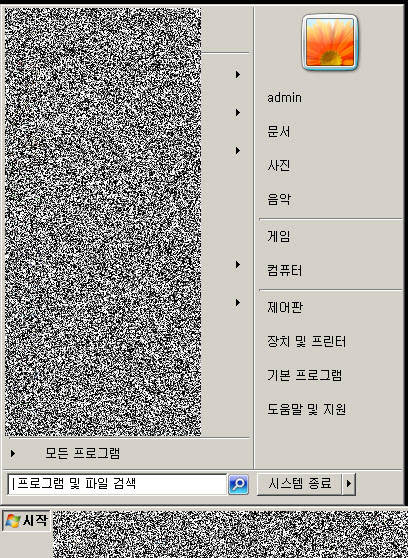 admin
문서
사진
음악
게임
컴퓨터
제어판
장치 및 프린터
기본 프로그램
도움말 및 지원
모든 프로그램
프로그램 및 파일 검색
시스템 종료
시작